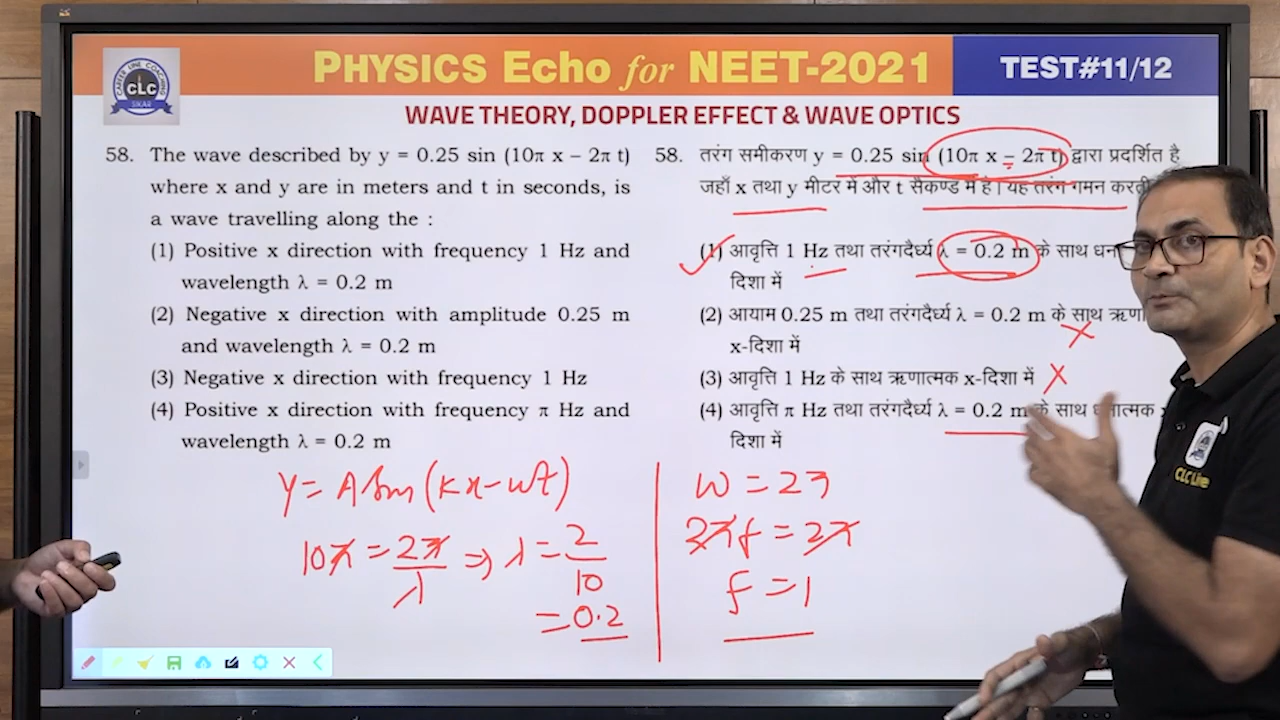 PHYSICS Echo for NEET-2021
TEST#11/12
CAREER LINE COACHING
CLC
SIKAR
WAVE THEORY, DOPPLER EFFECT & WAVE OPTICS
58. The wave described by y = 0.25 sin (10π x – 2π t)
where x and y are in meters and t in seconds, is
a wave travelling along the :
(1) Positive x direction with frequency 1 Hz and
wavelength λ = 0.2 m
(2) Negative x direction with amplitude 0.25 m
and wavelength λ = 0.2 m
(3) Negative x direction with frequency 1 Hz
(4) Positive x direction with frequency π Hz and
wavelength λ = 0.2 m
58. तरंग समीकरण y = 0.25 sin (10π x – 2π t) द्वारा प्रदर्शित है
जहाँ x तथा y मीटर में और t सैकण्ड में है। यह तरंग गमन करती
(1) आवृत्ति 1 Hz तथा तरंगदैर्ध्य λ = 0.2 m के साथ
दिशा में
(2) आयाम 0.25 m तथा तरंगदैर्ध्य λ = 0.2 m के साथ
x-दिशा में
(3) आवृत्ति 1 Hz के साथ ऋणात्मक x-दिशा में
(4) आवृत्ति π Hz तथा तरंगदैर्ध्य λ = 0.2 m के साथ धनात्मक
दिशा में
y = A sin (kx – wt)
10π = 2π/λ ⇒ λ = 2/10
= 0.2
w = 2π
2πf = 2π
f = 1
CLC Line